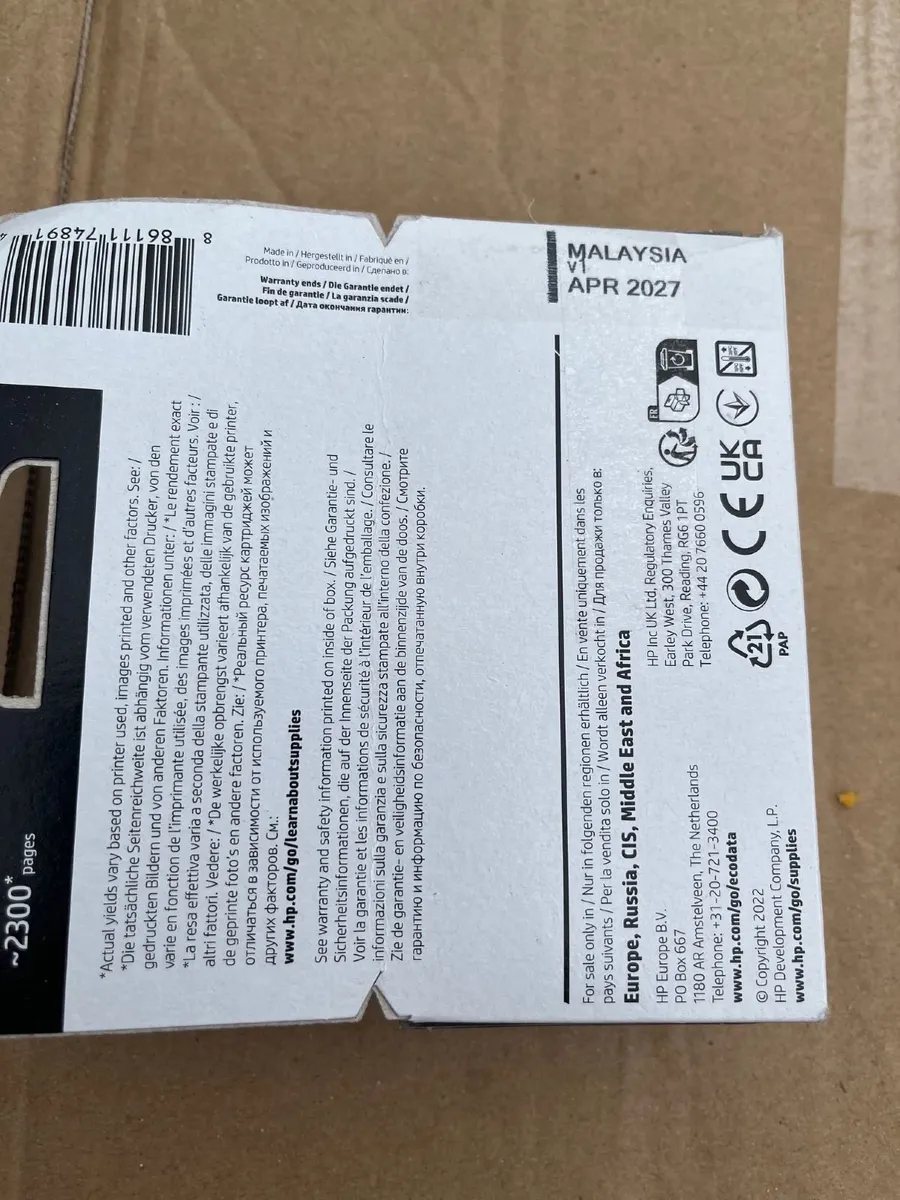 ~2300* pages
8 86111 74891
Made in / Hergestellt in / Fabriqué en /
Prodotto in / Geproduceerd in / Сделано в:
Warranty ends / Die Garantie endet /
Fin de garantie / La garanzia scade /
Garantie loopt af / Дата окончания гарантии:
MALAYSIA
v1
APR 2027
*Actual yields vary based on printer used, images printed and other factors. See: /
*Die tatsächliche Seitenreichweite ist abhängig vom verwendeten Drucker, von den
gedruckten Bildern und von anderen Faktoren. Informationen unter: / *Le rendement exact
varie en fonction de l'imprimante utilisée, des images imprimées et d'autres facteurs. Voir : /
*La resa effettiva varia a seconda della stampante utilizzata, delle immagini stampate e di
altri fattori. Vedere: / *De werkelijke opbrengst varieert afhankelijk van de gebruikte printer,
de geprinte foto's en andere factoren. Zie: / *Реальный ресурс картриджей может
отличаться в зависимости от используемого принтера, печатаемых изображений и
других факторов. См.:
www.hp.com/go/learnaboutsupplies
See warranty and safety information printed on inside of box. / Siehe Garantie- und
Sicherheitsinformationen, die auf der Innenseite der Packung aufgedruckt sind. /
Voir la garantie et les informations de sécurité à l'intérieur de l'emballage. / Consultare le
informazioni sulla garanzia e sulla sicurezza stampate all'interno della confezione. /
Zie de garantie- en veiligheidsinformatie aan de binnenzijde van de doos. / Смотрите
гарантию и информацию по безопасности, отпечатанную внутри коробки.
For sale only in / Nur in folgenden regionen erhältlich / En vente uniquement dans les
pays suivants / Per la vendita solo in / Wordt alleen verkocht in / Для продажи только в:
Europe, Russia, CIS, Middle East and Africa
HP Europe B.V.
PO Box 667
1180 AR Amstelveen, The Netherlands
Telephone: +31-20-721-3400
www.hp.com/go/ecodata
HP Inc UK Ltd, Regulatory Enquiries,
Earley West, 300 Thames Valley
Park Drive, Reading, RG6 1PT
Telephone: +44 20 7660 0596
© Copyright 2022
HP Development Company, L.P.
www.hp.com/go/supplies
21
PAP
CE
UK
CA
FR